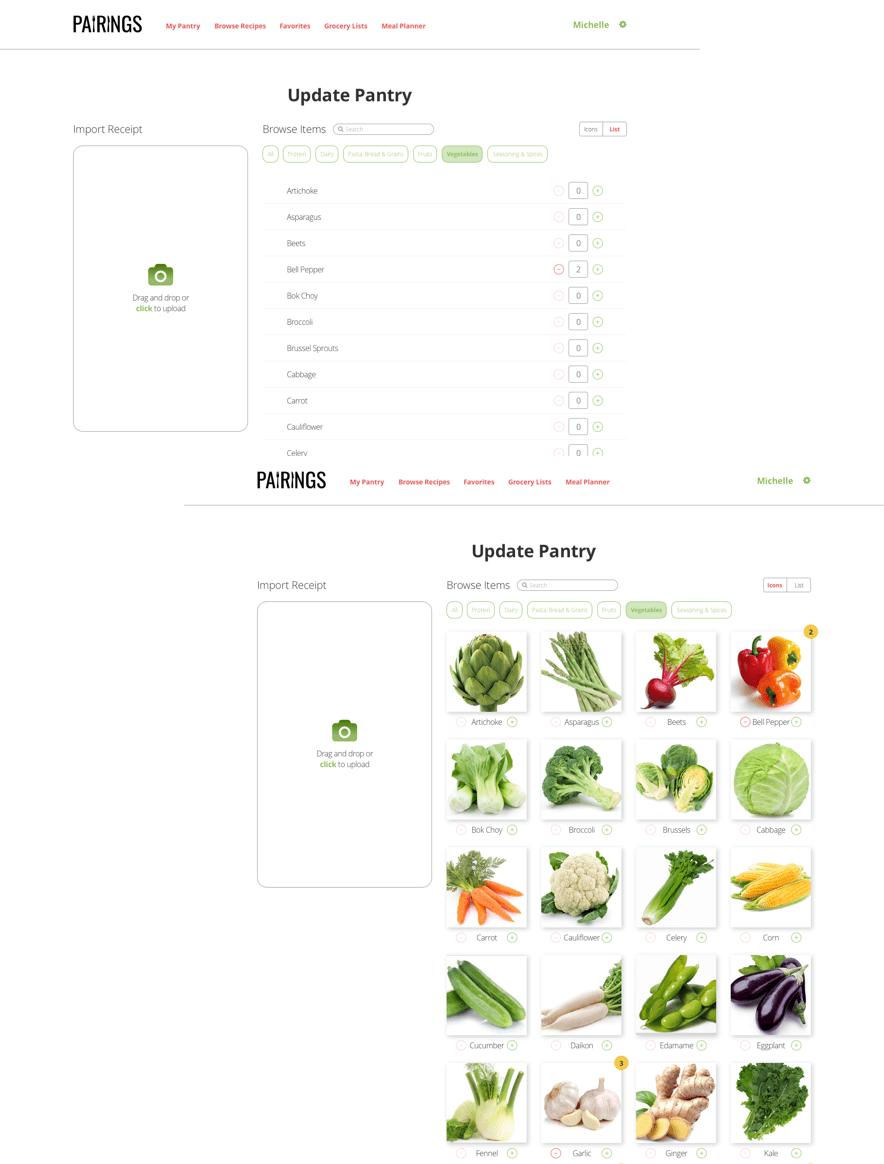 PAIRINGS My Pantry Browse Recipes Favorites Grocery Lists Meal Planner Michelle
Update Pantry
Import Receipt
Drag and drop or
click to upload
Browse Items Search Icons List
All Protein Dairy Pasta, Bread & Grains Fruits Vegetables Seasoning & Spices
Artichoke − 0 +
Asparagus − 0 +
Beets − 0 +
Bell Pepper − 2 +
Bok Choy − 0 +
Broccoli − 0 +
Brussel Sprouts − 0 +
Cabbage − 0 +
Carrot − 0 +
Cauliflower − 0 +
Celery − 0 +
PAIRINGS My Pantry Browse Recipes Favorites Grocery Lists Meal Planner Michelle
Update Pantry
Import Receipt
Drag and drop or
click to upload
Browse Items Search Icons List
All Protein Dairy Pasta, Bread & Grains Fruits Vegetables Seasoning & Spices
2
− Artichoke + − Asparagus + − Beets + − Bell Pepper +
− Bok Choy + − Broccoli + − Brussels + − Cabbage +
− Carrot + − Cauliflower + − Celery + − Corn +
− Cucumber + − Daikon + − Edamame + − Eggplant +
3
− Fennel + − Garlic + − Ginger + − Kale +